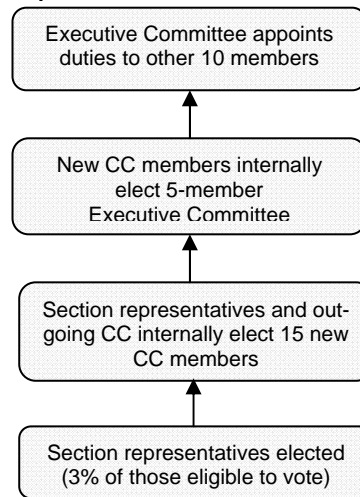 Executive Committee appoints
duties to other 10 members
New CC members internally
elect 5-member
Executive Committee
Section representatives and out-
going CC internally elect 15 new
CC members
Section representatives elected
(3% of those eligible to vote)